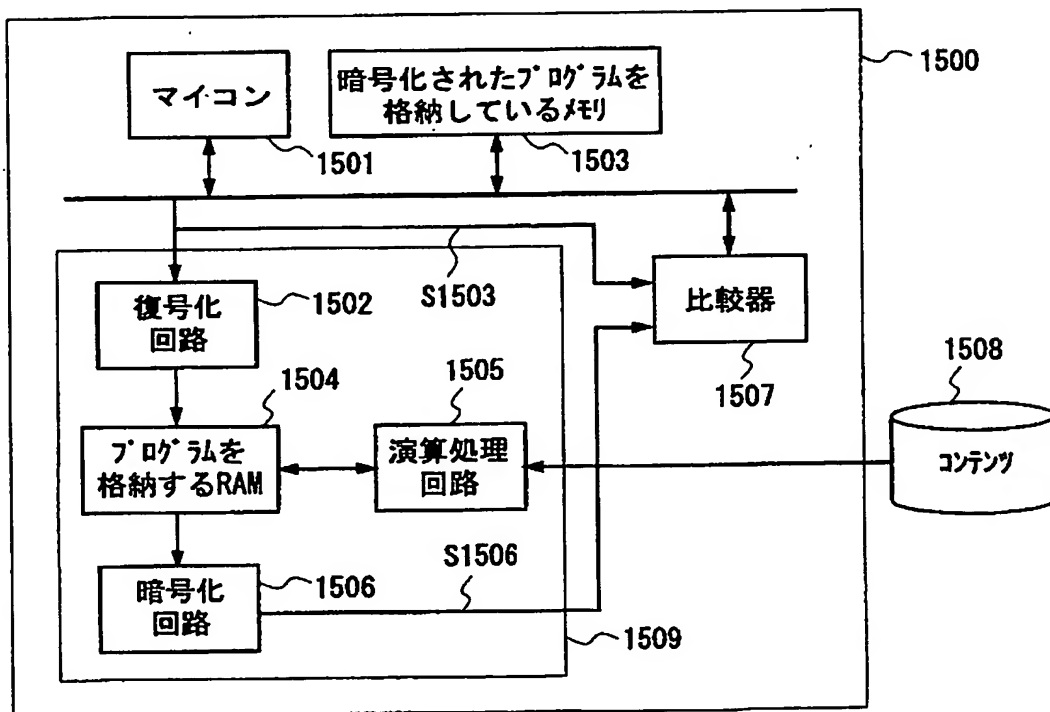 1500
マイコン
1501
暗号化されたプログラムを
格納しているメモリ
1503
S1503
復号化
回路
1502
比較器
1507
1508
コンテンツ
1504
プログラムを
格納するRAM
1505
演算処理
回路
暗号化
回路
1506
S1506
1509